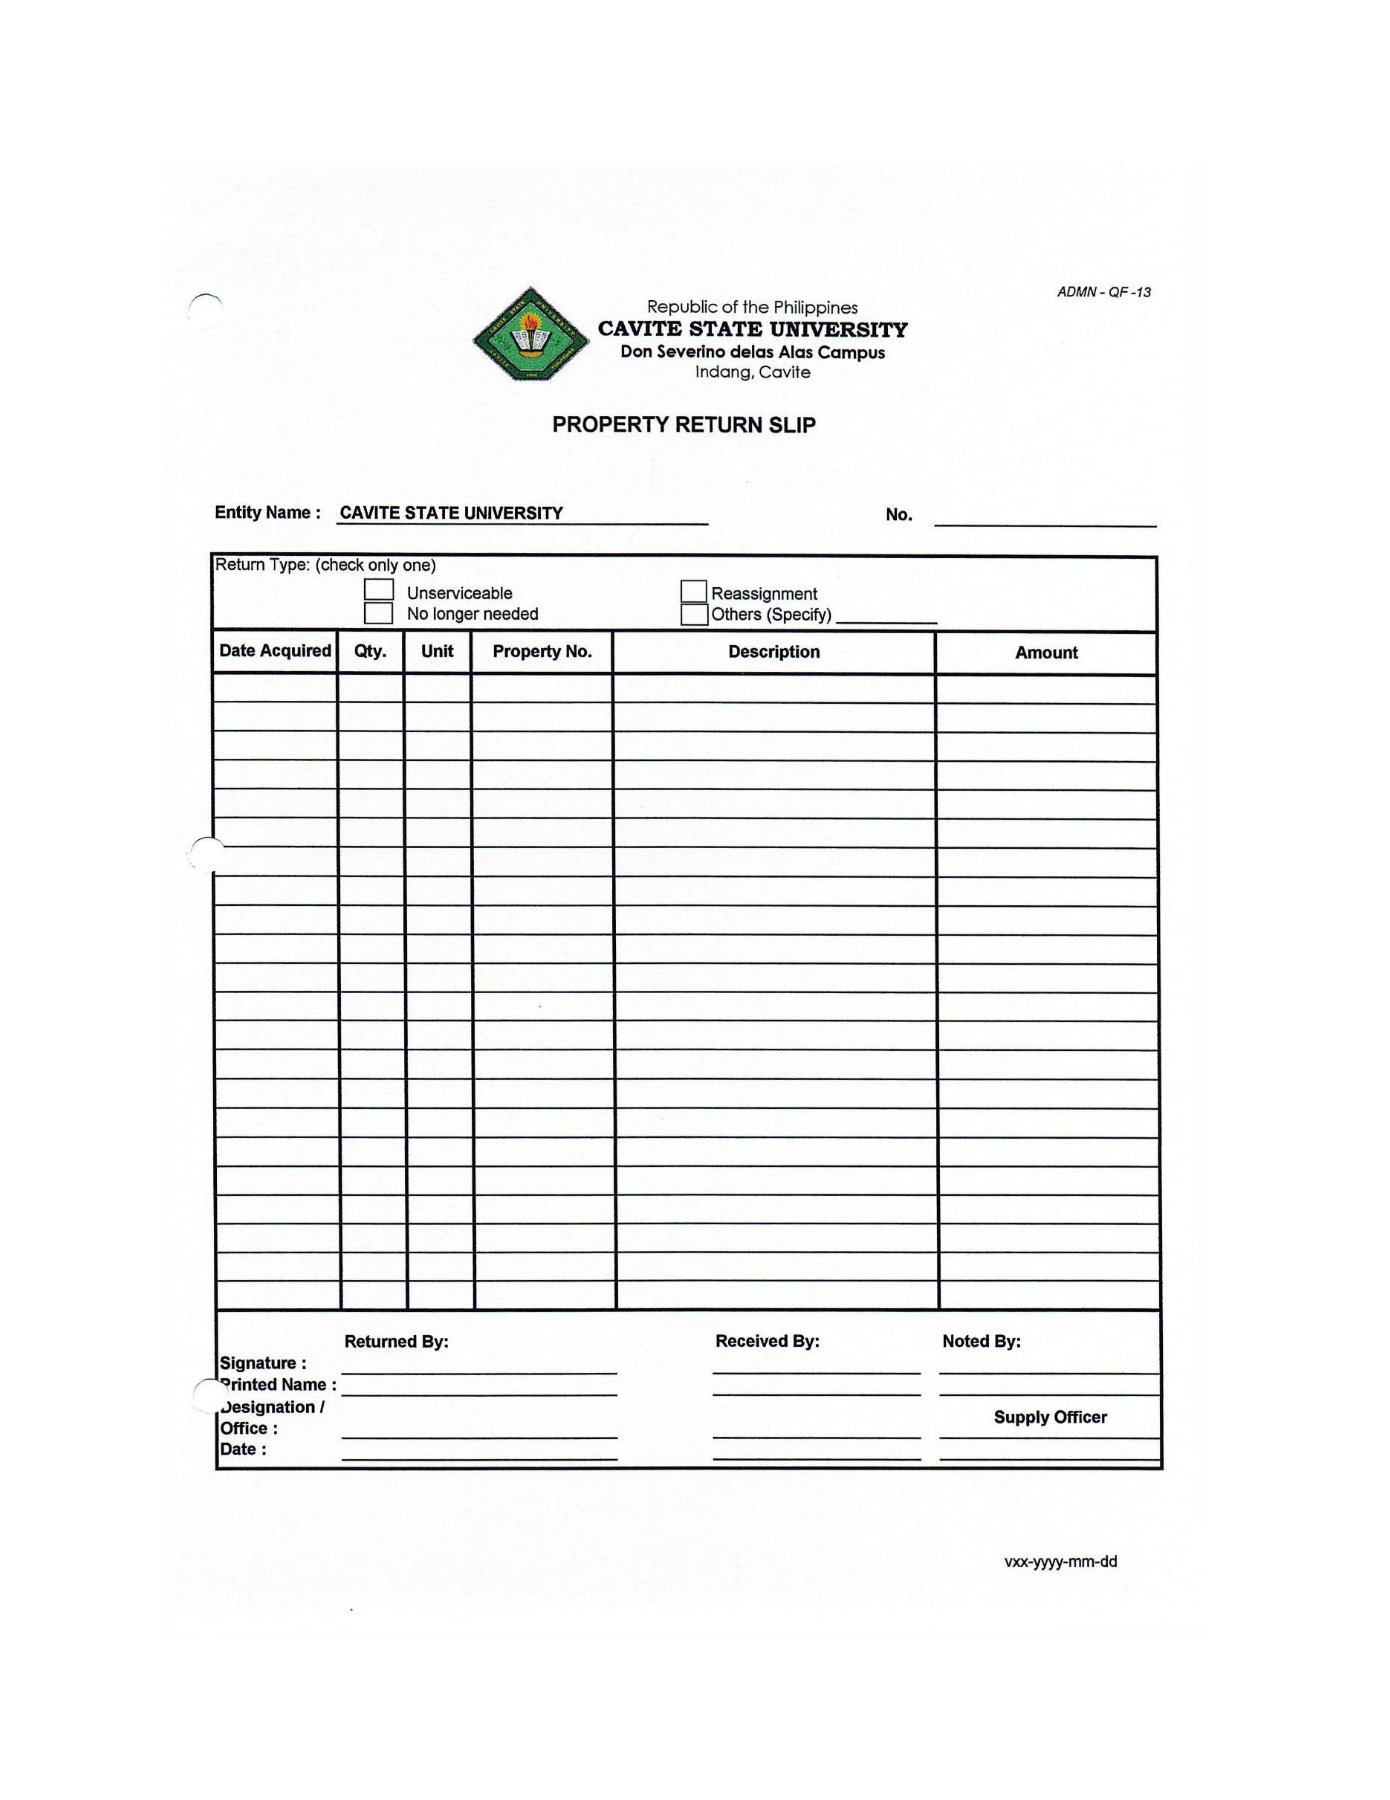 ADMN - QF -13
Republic of the Philippines
CAVITE STATE UNIVERSITY
Don Severino delas Alas Campus
Indang, Cavite
PROPERTY RETURN SLIP
Entity Name : CAVITE STATE UNIVERSITY No.
Return Type: (check only one)
Unserviceable Reassignment
No longer needed Others (Specify)
Date Acquired Qty. Unit Property No. Description Amount
Returned By: Received By: Noted By:
Signature :
Printed Name :
Designation /
Supply Officer
Office :
Date :
vxx-yyyy-mm-dd